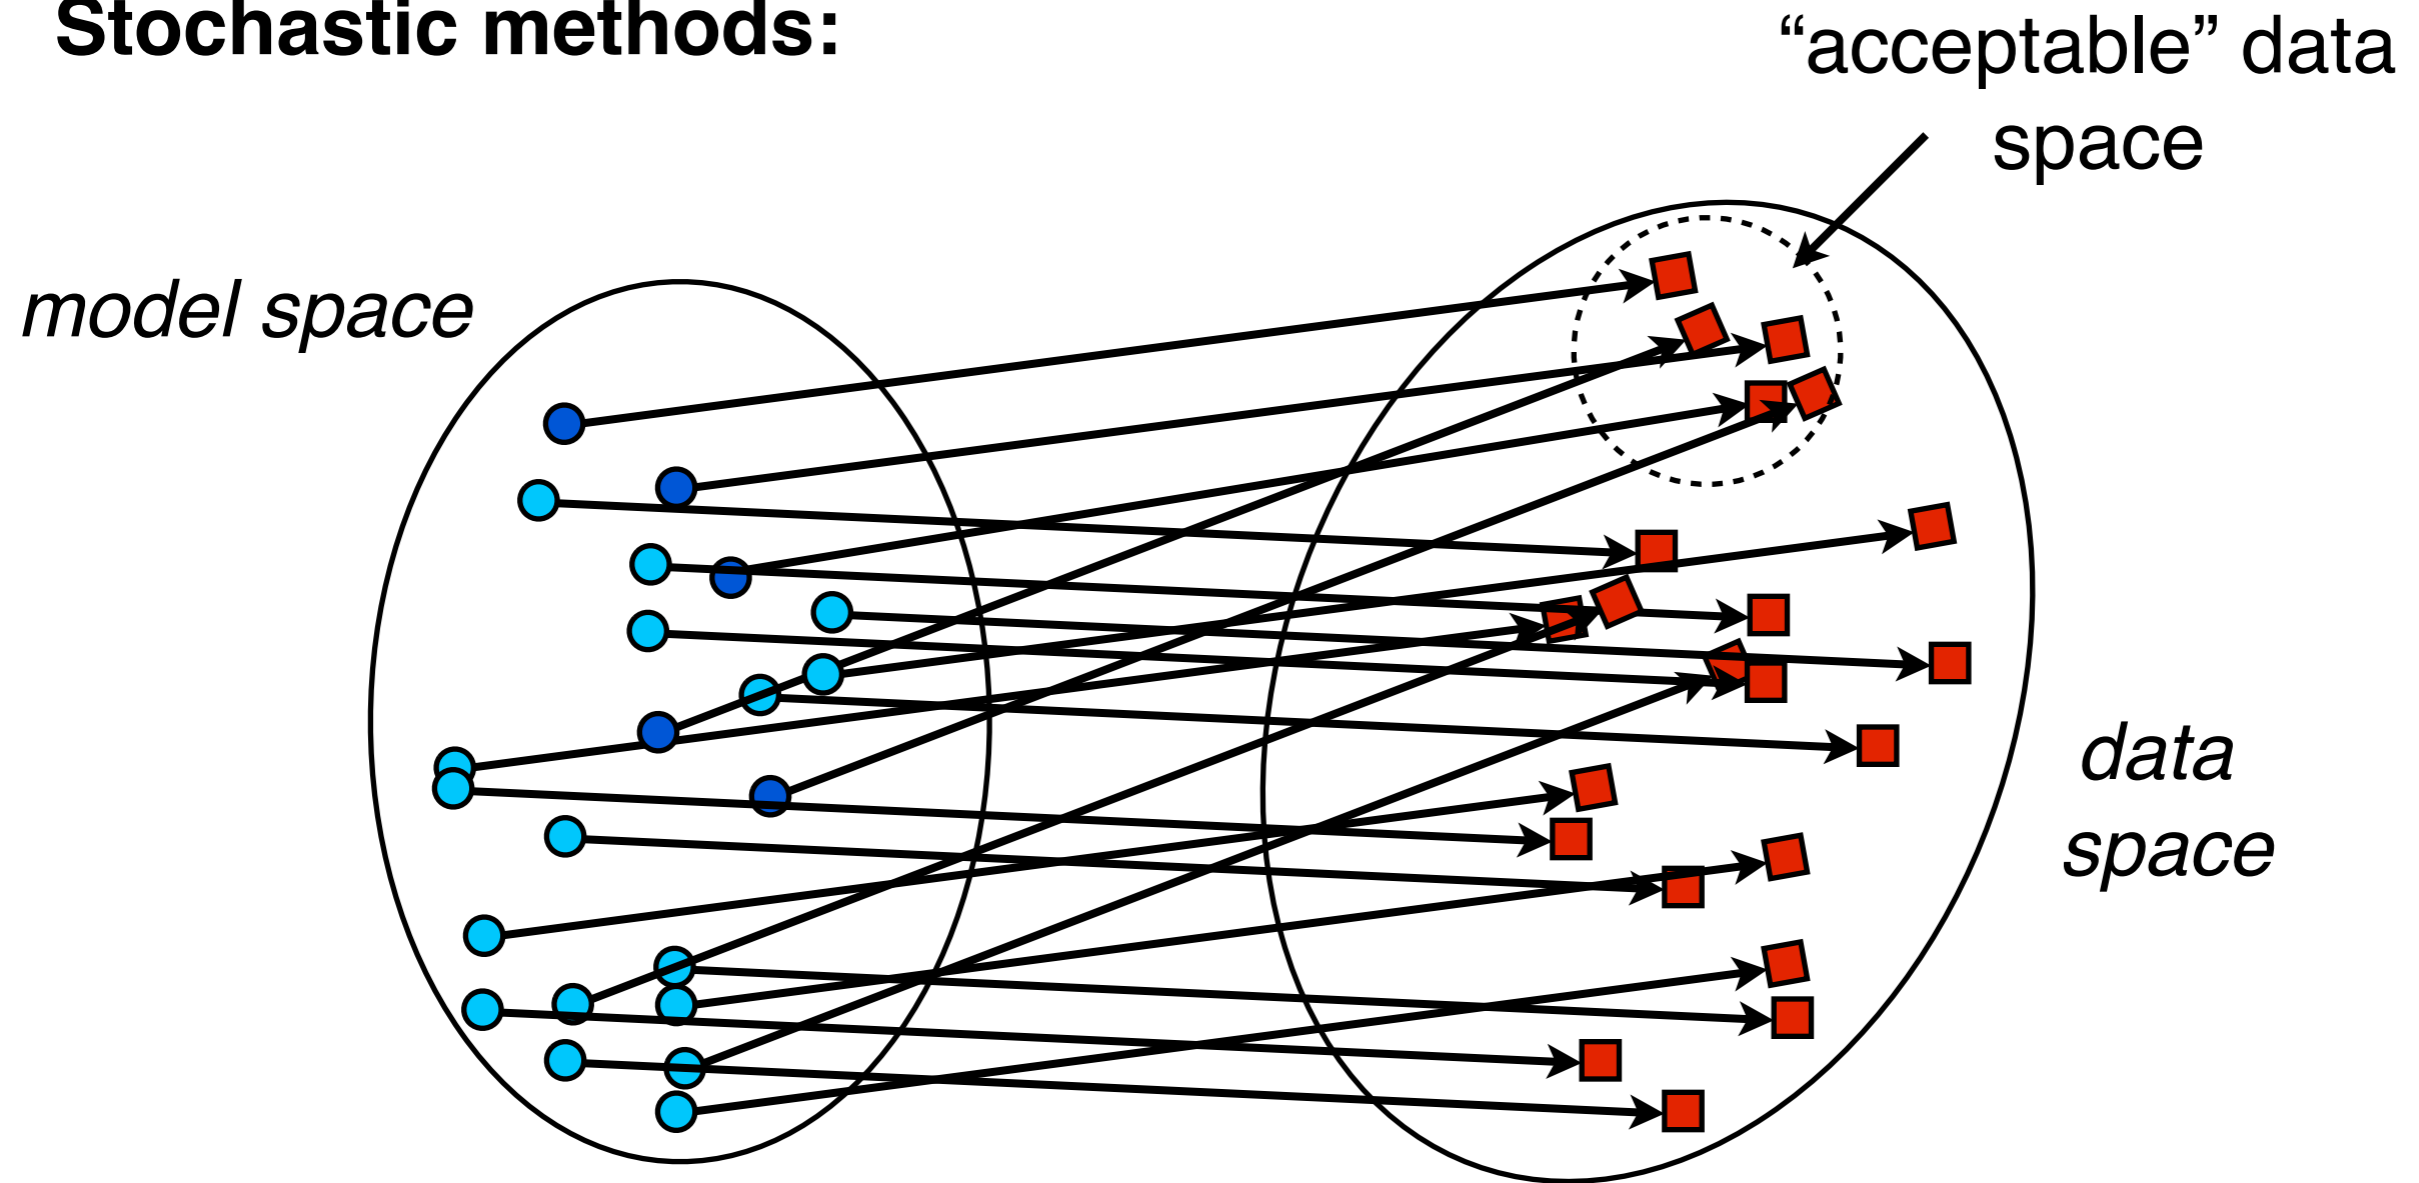 Stochastic methods:
“acceptable” data
space
model space
data
space